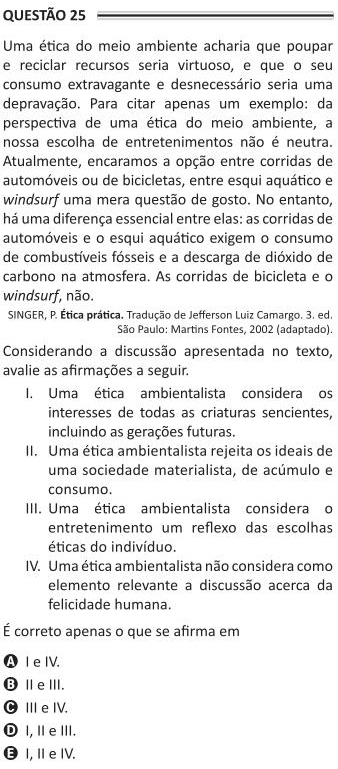 QUESTÃO 25
Uma ética do meio ambiente acharia que poupar
e reciclar recursos seria virtuoso, e que o seu
consumo extravagante e desnecessário seria uma
depravação. Para citar apenas um exemplo: da
perspectiva de uma ética do meio ambiente, a
nossa escolha de entretenimentos não é neutra.
Atualmente, encaramos a opção entre corridas de
automóveis ou de bicicletas, entre esqui aquático e
windsurf uma mera questão de gosto. No entanto,
há uma diferença essencial entre elas: as corridas de
automóveis e o esqui aquático exigem o consumo
de combustíveis fósseis e a descarga de dióxido de
carbono na atmosfera. As corridas de bicicleta e o
windsurf, não.
SINGER, P. Ética prática. Tradução de Jefferson Luiz Camargo. 3. ed.
São Paulo: Martins Fontes, 2002 (adaptado).
Considerando a discussão apresentada no texto,
avalie as afirmações a seguir.
I. Uma ética ambientalista considera os
interesses de todas as criaturas sencientes,
incluindo as gerações futuras.
II. Uma ética ambientalista rejeita os ideais de
uma sociedade materialista, de acúmulo e
consumo.
III. Uma ética ambientalista considera o
entretenimento um reflexo das escolhas
éticas do indivíduo.
IV. Uma ética ambientalista não considera como
elemento relevante a discussão acerca da
felicidade humana.
É correto apenas o que se afirma em
A I e IV.
B II e III.
C III e IV.
D I, II e III.
E I, II e IV.